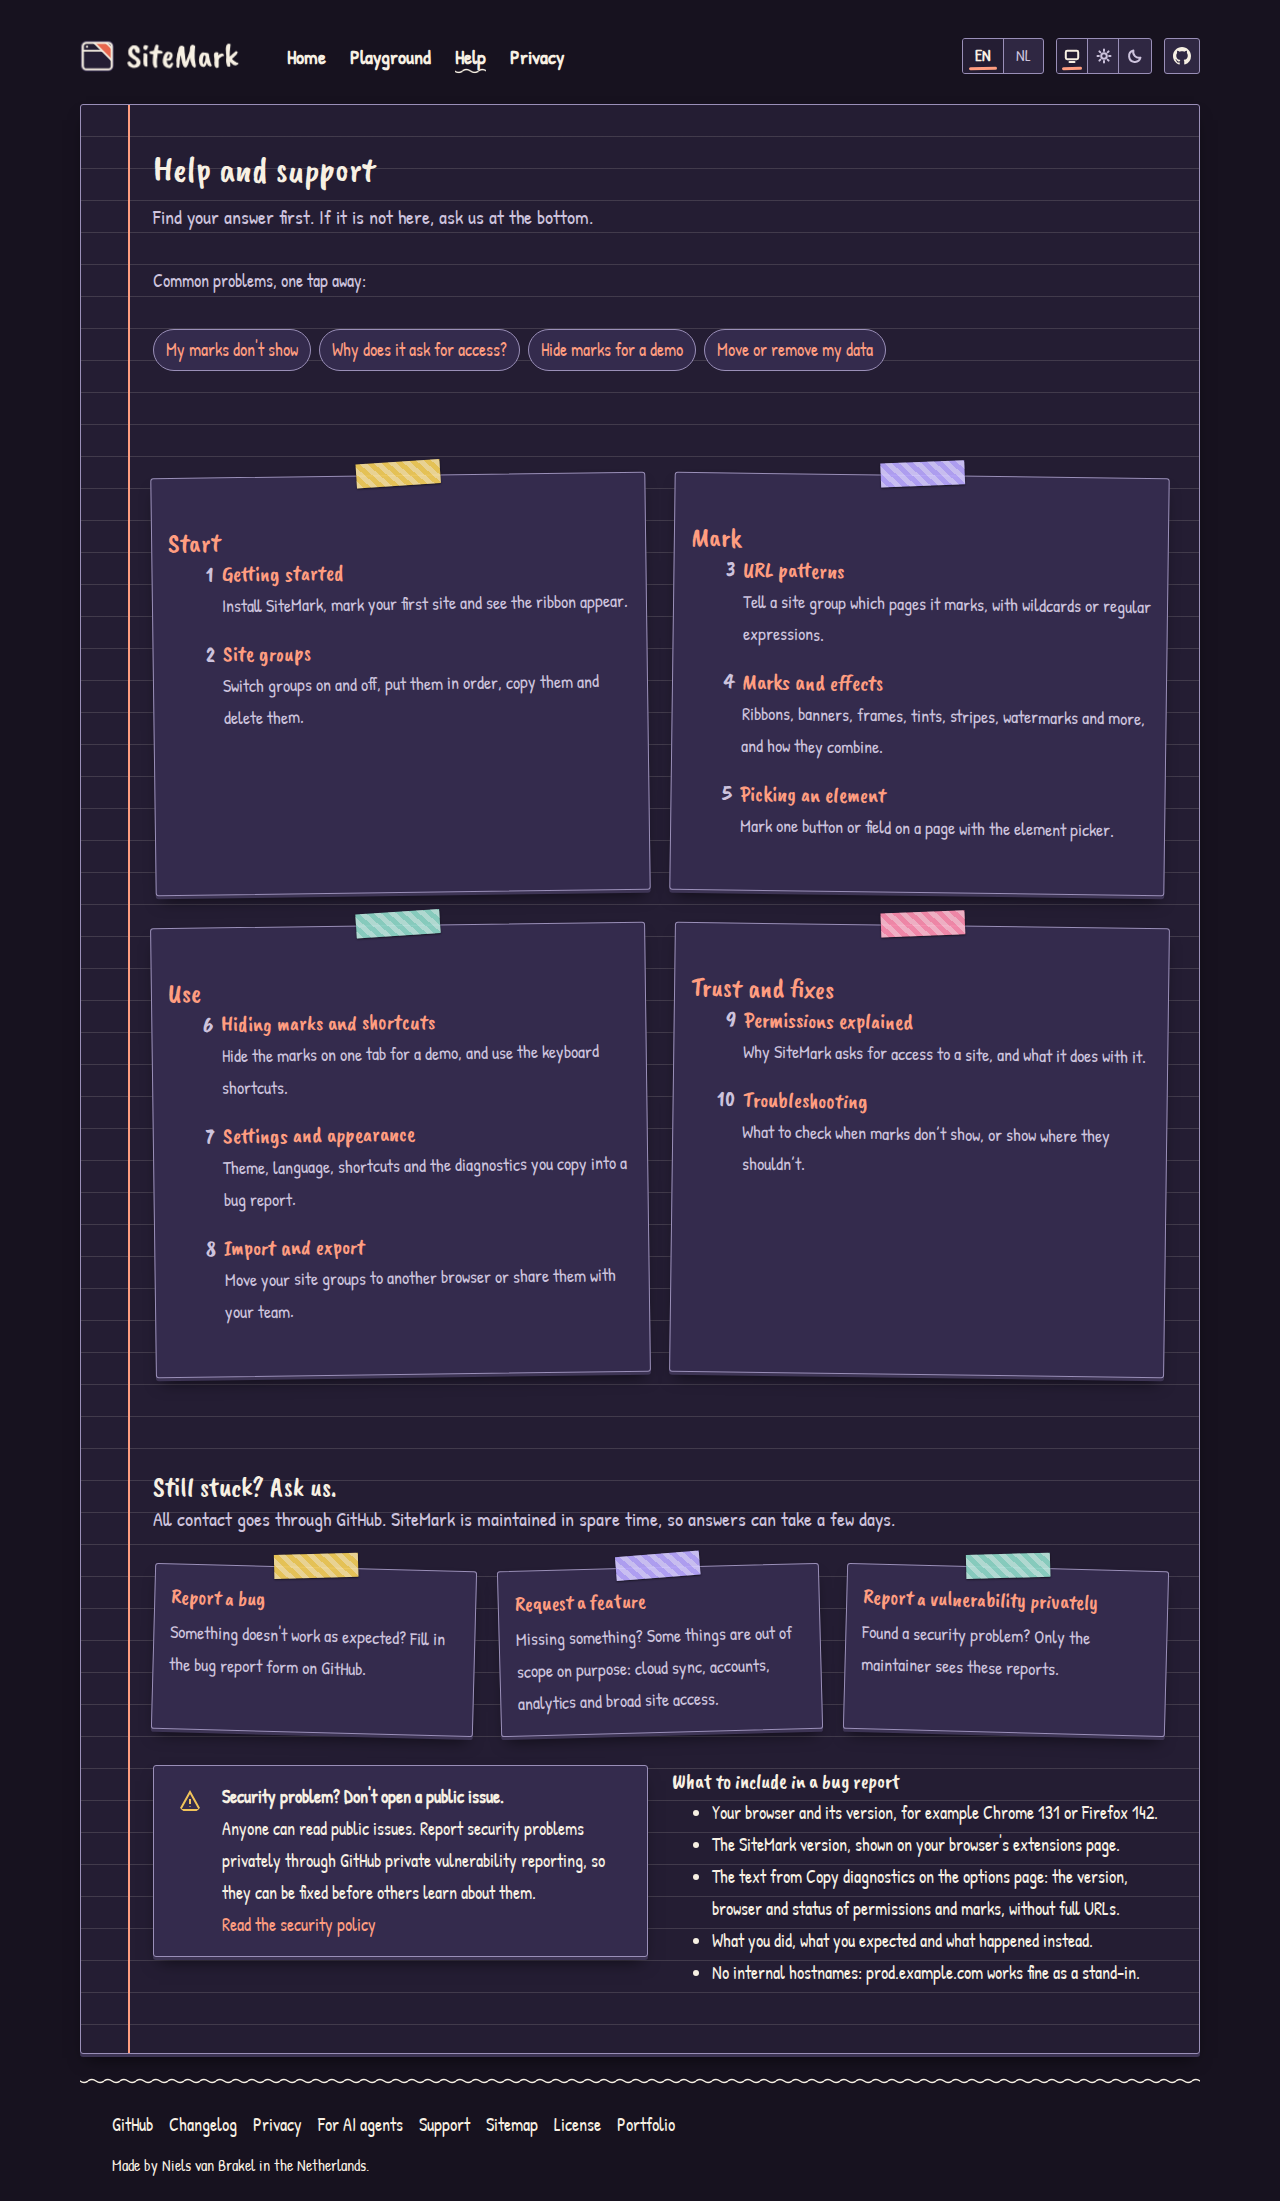 SiteMark
Home Playground Help Privacy
EN NL
Help and support
Find your answer first. If it is not here, ask us at the bottom.
Common problems, one tap away:
My marks don't show Why does it ask for access? Hide marks for a demo Move or remove my data
Start
1 Getting started
Install SiteMark, mark your first site and see the ribbon appear.
2 Site groups
Switch groups on and off, put them in order, copy them and
delete them.
Mark
3 URL patterns
Tell a site group which pages it marks, with wildcards or regular
expressions.
4 Marks and effects
Ribbons, banners, frames, tints, stripes, watermarks and more,
and how they combine.
5 Picking an element
Mark one button or field on a page with the element picker.
Use
6 Hiding marks and shortcuts
Hide the marks on one tab for a demo, and use the keyboard
shortcuts.
7 Settings and appearance
Theme, language, shortcuts and the diagnostics you copy into a
bug report.
8 Import and export
Move your site groups to another browser or share them with
your team.
Trust and fixes
9 Permissions explained
Why SiteMark asks for access to a site, and what it does with it.
10 Troubleshooting
What to check when marks don't show, or show where they
shouldn't.
Still stuck? Ask us.
All contact goes through GitHub. SiteMark is maintained in spare time, so answers can take a few days.
Report a bug
Something doesn't work as expected? Fill in
the bug report form on GitHub.
Request a feature
Missing something? Some things are out of
scope on purpose: cloud sync, accounts,
analytics and broad site access.
Report a vulnerability privately
Found a security problem? Only the
maintainer sees these reports.
Security problem? Don't open a public issue.
Anyone can read public issues. Report security problems
privately through GitHub private vulnerability reporting, so
they can be fixed before others learn about them.
Read the security policy
What to include in a bug report
Your browser and its version, for example Chrome 131 or Firefox 142.
The SiteMark version, shown on your browser's extensions page.
The text from Copy diagnostics on the options page: the version,
browser and status of permissions and marks, without full URLs.
What you did, what you expected and what happened instead.
No internal hostnames: prod.example.com works fine as a stand-in.
GitHub Changelog Privacy For AI agents Support Sitemap License Portfolio
Made by Niels van Brakel in the Netherlands.